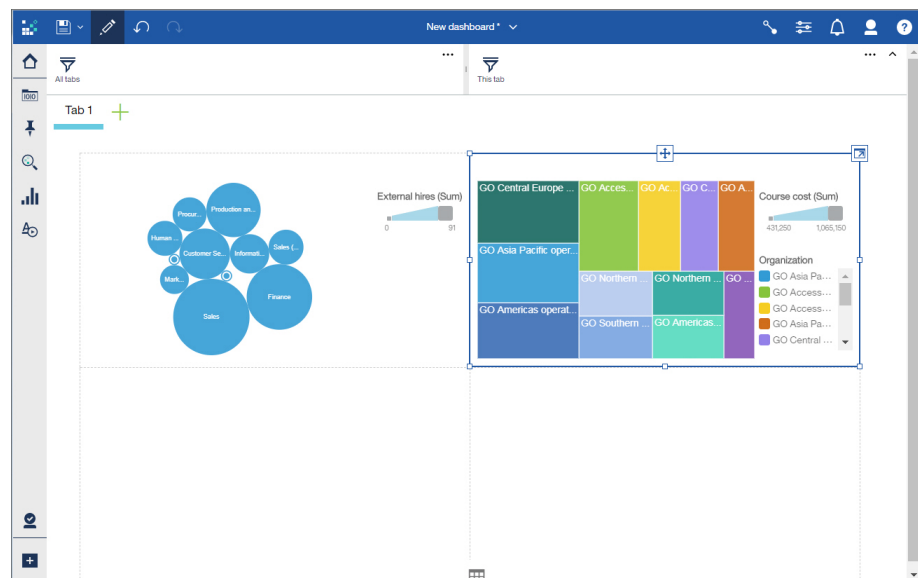 New dashboard *
?
All tabs
This tab
Tab 1
External hires (Sum)
0 91
Procur...
Production an...
Human ...
Customer Se...
Informati...
Sales (...
Mark...
Sales
Finance
GO Central Europe ...
GO Acces...
GO Ac...
GO C...
GO A...
GO Asia Pacific oper...
GO Americas operat...
GO Northern ...
GO Northern ...
GO ...
GO Southern ...
GO Americas...
Course cost (Sum)
431,250 1,065,150
Organization
GO Asia Pa...
GO Access...
GO Access...
GO Asia Pa...
GO Central ...